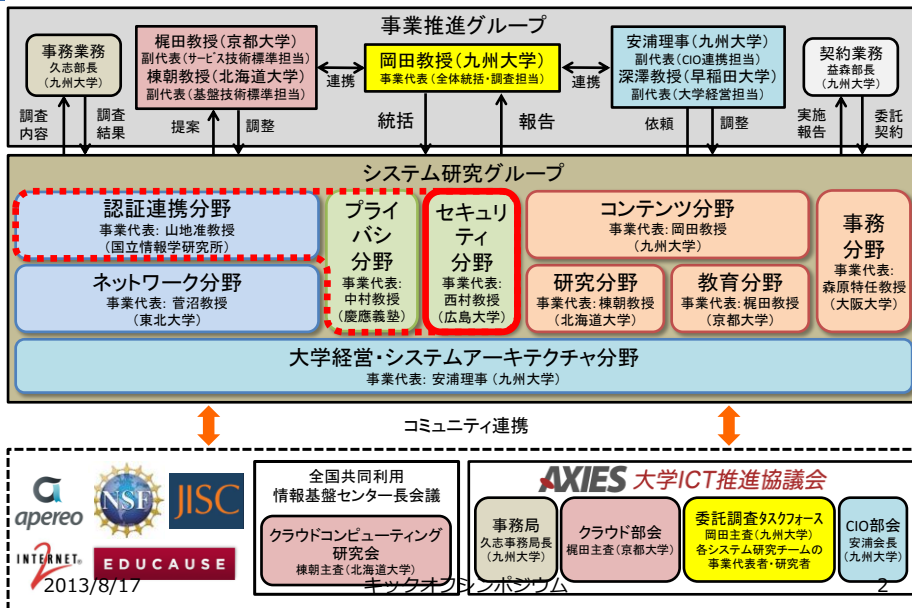 事業推進グループ
事務業務
久志部長
(九州大学)
梶田教授(京都大学)
副代表(サービス技術標準担当)
棟朝教授(北海道大学)
副代表(基盤技術標準担当)
連携
岡田教授(九州大学)
事業代表(全体統括・調査担当)
連携
安浦理事(九州大学)
副代表(CIO連携担当)
深澤教授(早稲田大学)
副代表(大学経営担当)
契約業務
益森部長
(九州大学)
調査
内容
調査
結果
提案
調整
統括
報告
依頼
調整
実施
報告
委託
契約
システム研究グループ
認証連携分野
事業代表: 山地准教授
(国立情報学研究所)
ネットワーク分野
事業代表: 菅沼教授
(東北大学)
プライ
バシ
分野
事業代表:
中村教授
(慶應義塾)
セキュリ
ティ
分野
事業代表:
西村教授
(広島大学)
コンテンツ分野
事業代表: 岡田教授
(九州大学)
研究分野
事業代表: 棟朝教授
(北海道大学)
教育分野
事業代表: 梶田教授
(京都大学)
事務
分野
事業代表:
森原特任教授
(大阪大学)
大学経営・システムアーキテクチャ分野
事業代表: 安浦理事 (九州大学)
コミュニティ連携
apereo
NSF
JISC
INTERNET® 2
EDUCAUSE
全国共同利用
情報基盤センター長会議
クラウドコンピューティング
研究会
棟朝主査(北海道大学)
AXIES 大学ICT推進協議会
事務局
久志事務局長
(九州大学)
クラウド部会
梶田主査(京都大学)
委託調査タスクフォース
岡田主査(九州大学)
各システム研究チームの
事業代表者・研究者
CIO部会
安浦会長
(九州大学)
2013/8/17
キックオフシンポジウム
2